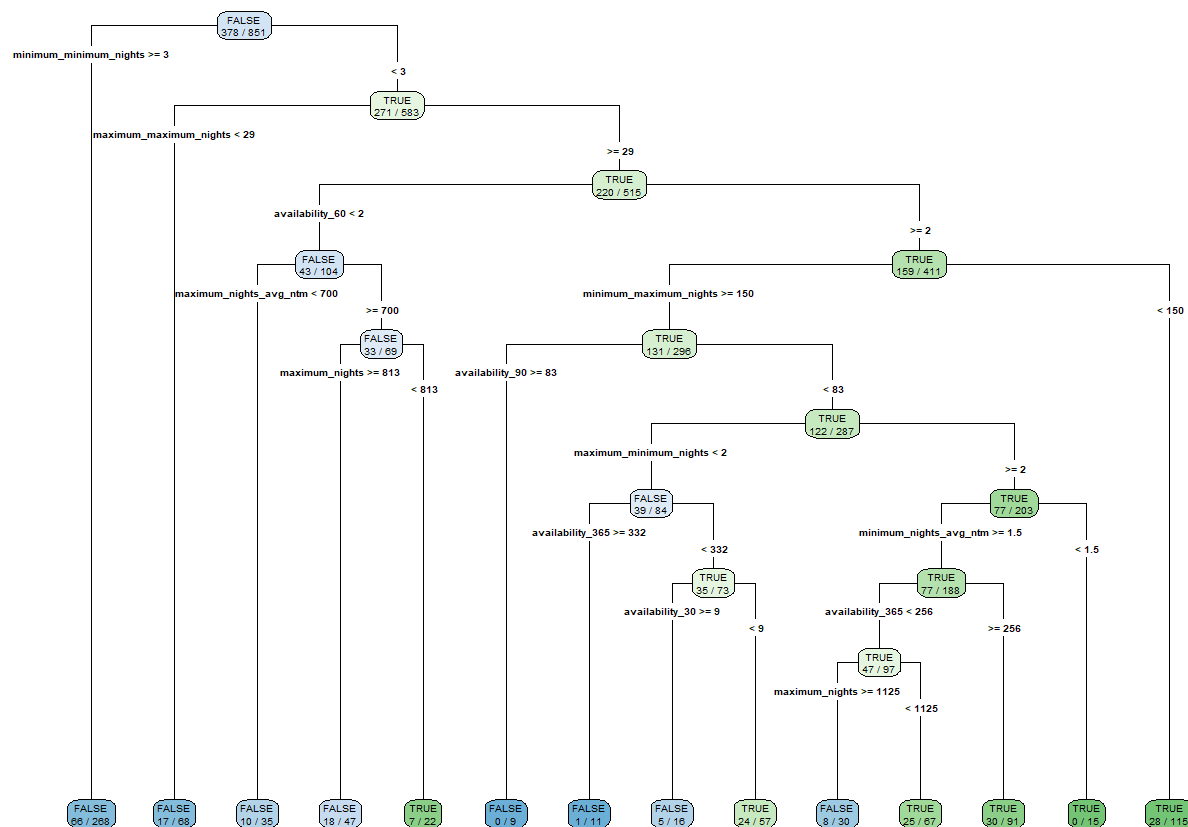 FALSE
378 / 851
minimum_minimum_nights >= 3
< 3
TRUE
271 / 583
maximum_maximum_nights < 29
>= 29
TRUE
220 / 515
availability_60 < 2
>= 2
FALSE
43 / 104
TRUE
159 / 411
maximum_nights_avg_ntm < 700
minimum_maximum_nights >= 150
>= 700
< 150
FALSE
33 / 69
TRUE
131 / 296
maximum_nights >= 813
availability_90 >= 83
< 813
< 83
TRUE
122 / 287
maximum_minimum_nights < 2
>= 2
FALSE
39 / 84
TRUE
77 / 203
availability_365 >= 332
minimum_nights_avg_ntm >= 1.5
< 332
< 1.5
TRUE
35 / 73
TRUE
77 / 188
availability_30 >= 9
availability_365 < 256
< 9
>= 256
TRUE
47 / 97
maximum_nights >= 1125
< 1125
FALSE FALSE FALSE FALSE TRUE FALSE FALSE FALSE TRUE FALSE TRUE TRUE TRUE TRUE
66 / 268 17 / 68 10 / 35 18 / 47 7 / 22 0 / 9 1 / 11 5 / 16 24 / 57 8 / 30 25 / 67 30 / 91 0 / 15 28 / 115